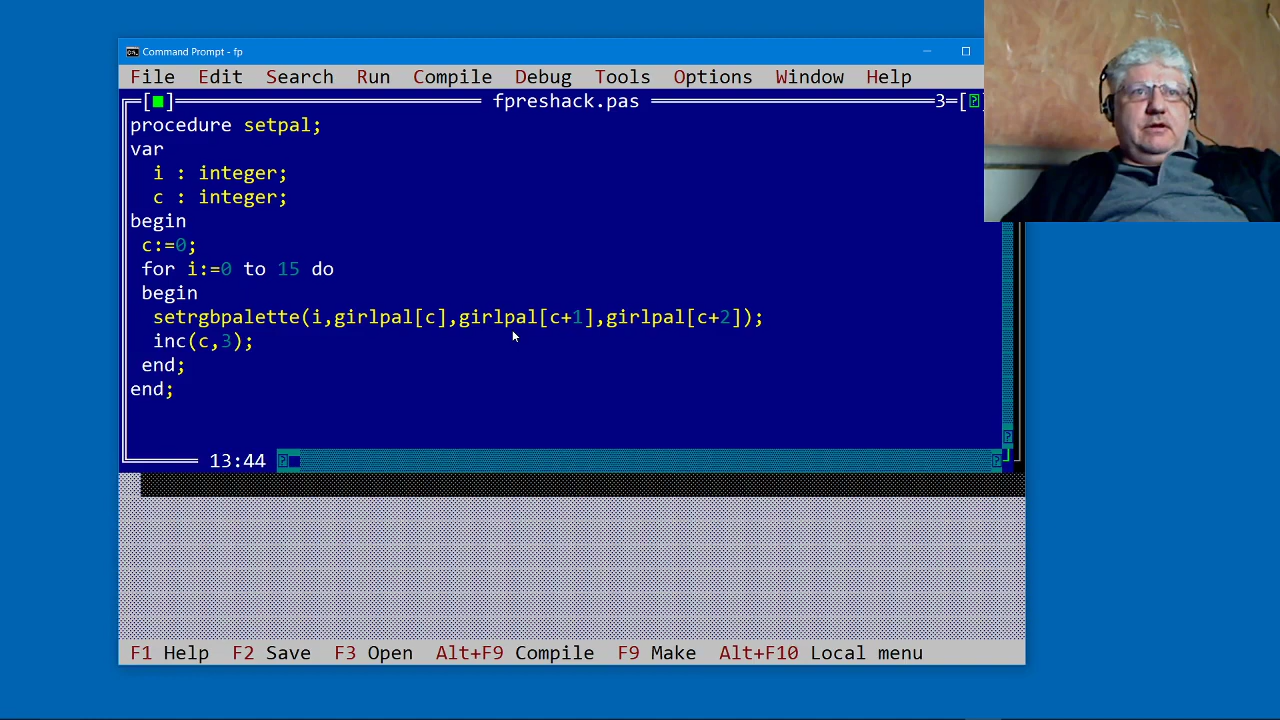 Command Prompt - fp
File Edit Search Run Compile Debug Tools Options Window Help
fpreshack.pas 3
procedure setpal;
var
i : integer;
c : integer;
begin
c:=0;
for i:=0 to 15 do
begin
setrgbpalette(i,girlpal[c],girlpal[c+1],girlpal[c+2]);
inc(c,3);
end;
end;
13:44
F1 Help F2 Save F3 Open Alt+F9 Compile F9 Make Alt+F10 Local menu